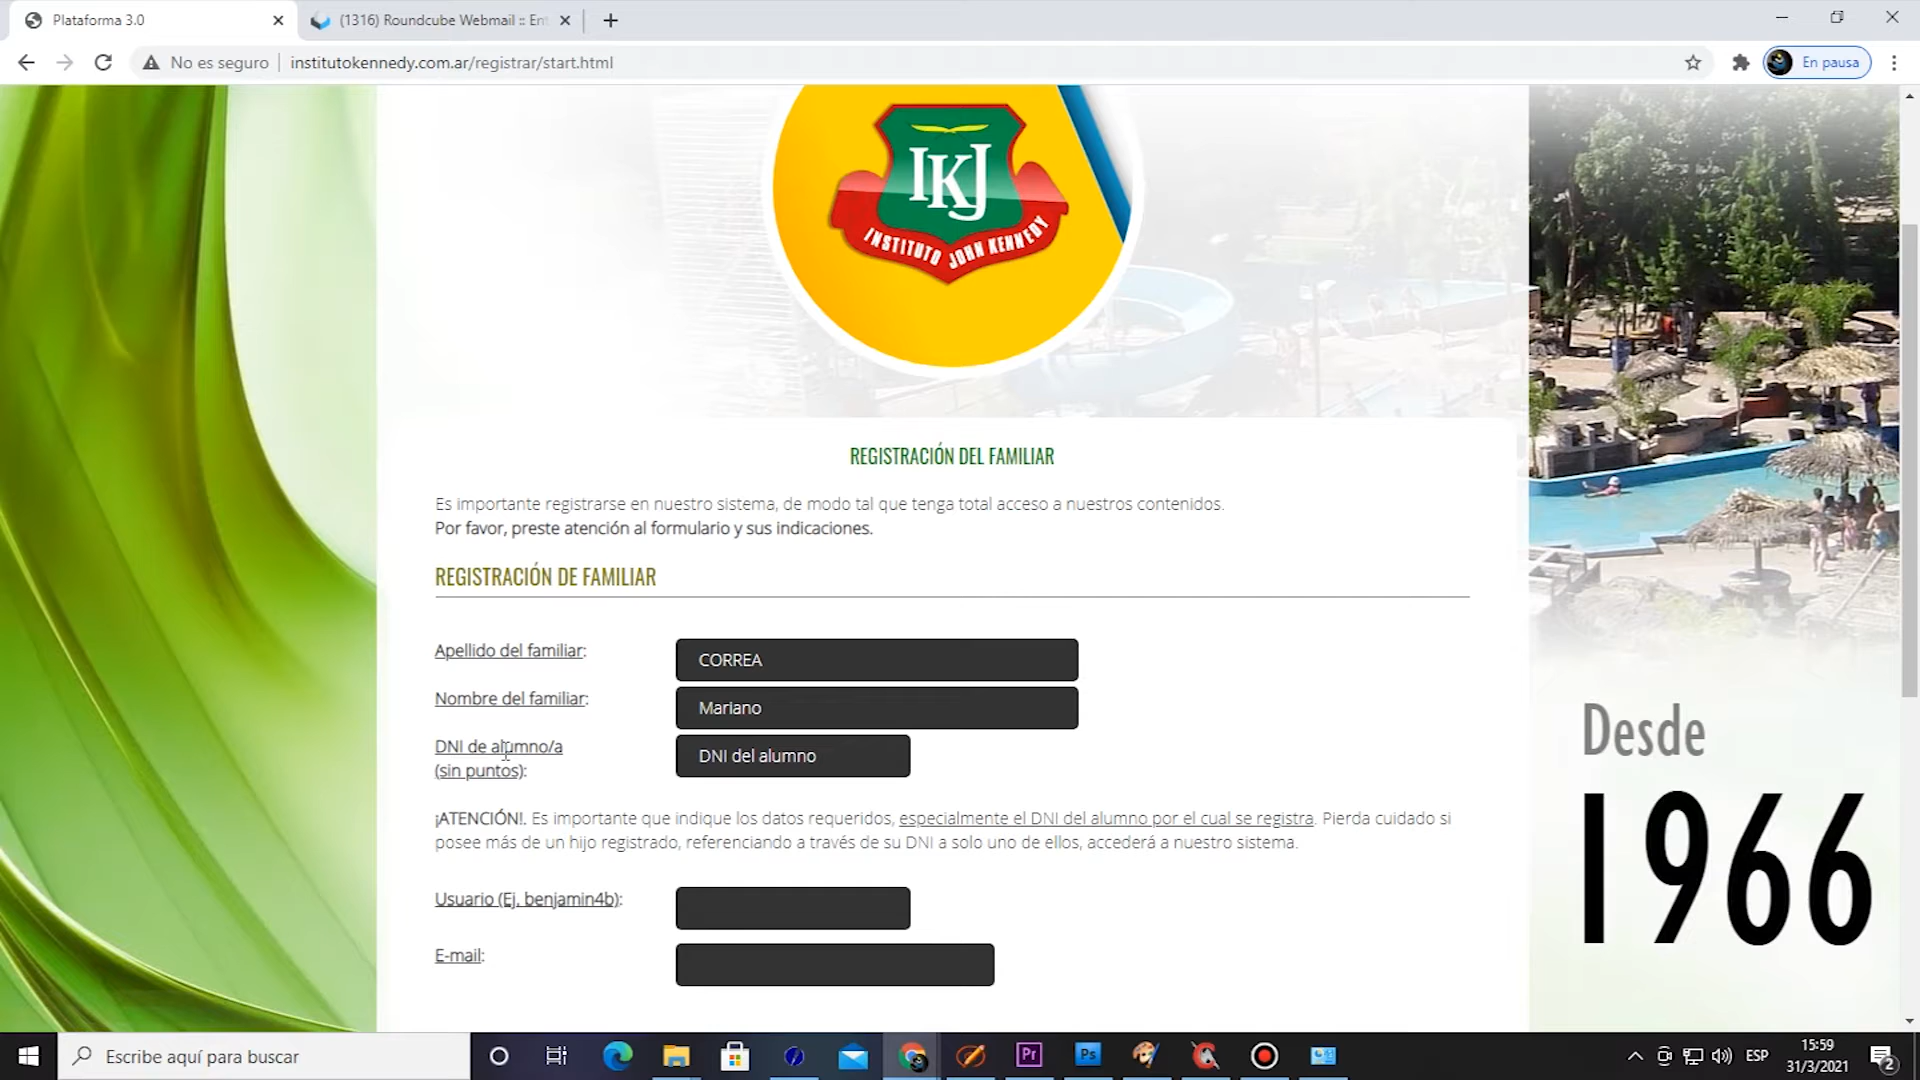 Plataforma 3.0
(1316) Roundcube Webmail :: Ent
No es seguro
institutokennedy.com.ar/registrar/start.html
En pausa
IKJ
INSTITUTO JOHN KENNEDY
REGISTRACIÓN DEL FAMILIAR
Es importante registrarse en nuestro sistema, de modo tal que tenga total acceso a nuestros contenidos.
Por favor, preste atención al formulario y sus indicaciones.
REGISTRACIÓN DE FAMILIAR
Apellido del familiar:
CORREA
Nombre del familiar:
Mariano
DNI de alumno/a
(sin puntos):
DNI del alumno
¡ATENCIÓN!. Es importante que indique los datos requeridos, especialmente el DNI del alumno por el cual se registra. Pierda cuidado si
posee más de un hijo registrado, referenciando a través de su DNI a solo uno de ellos, accederá a nuestro sistema.
Usuario (Ej. benjamin4b):
E-mail:
Desde
1966
Escribe aquí para buscar
Pr
Ps
ESP
15:59
31/3/2021
2